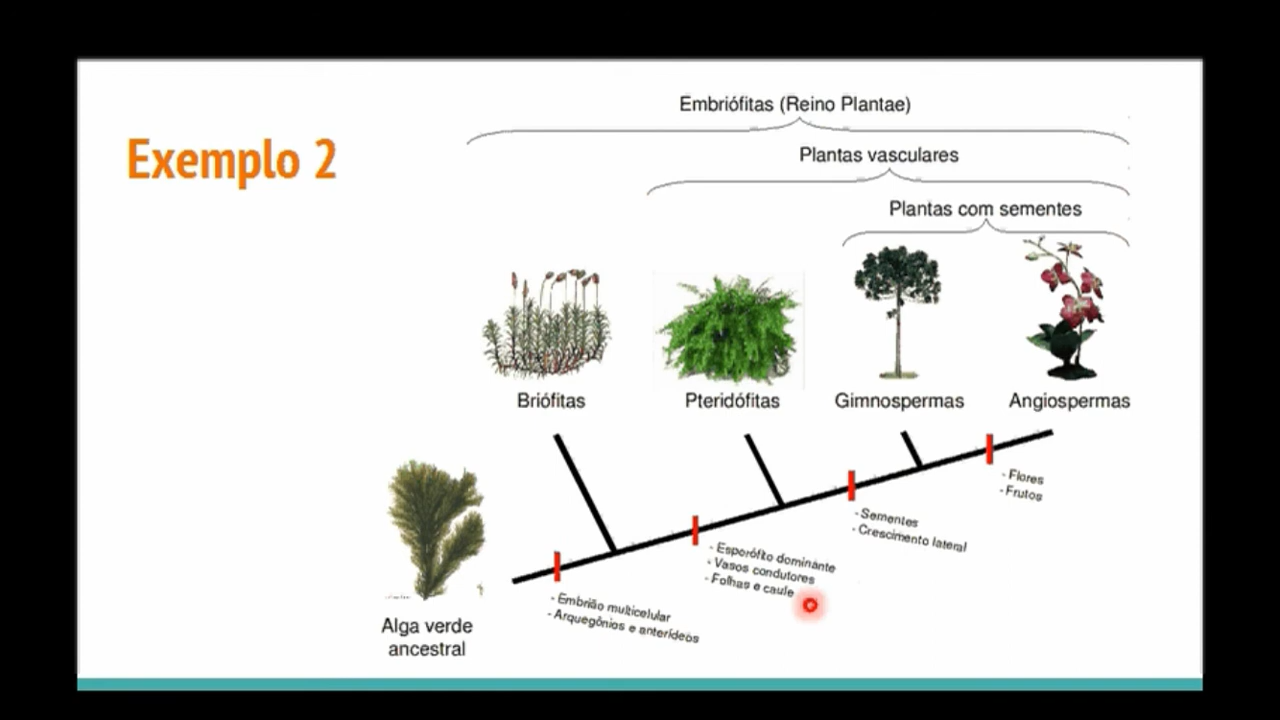 Exemplo 2
Embriófitas (Reino Plantae)
Plantas vasculares
Plantas com sementes
Briófitas
Pteridófitas
Gimnospermas
Angiospermas
- Flores
- Frutos
- Sementes
- Crescimento lateral
- Esporófito dominante
- Vasos condutores
- Folhas e caule
- Embrião multicelular
- Arquegônios e anterídeos
Alga verde
ancestral